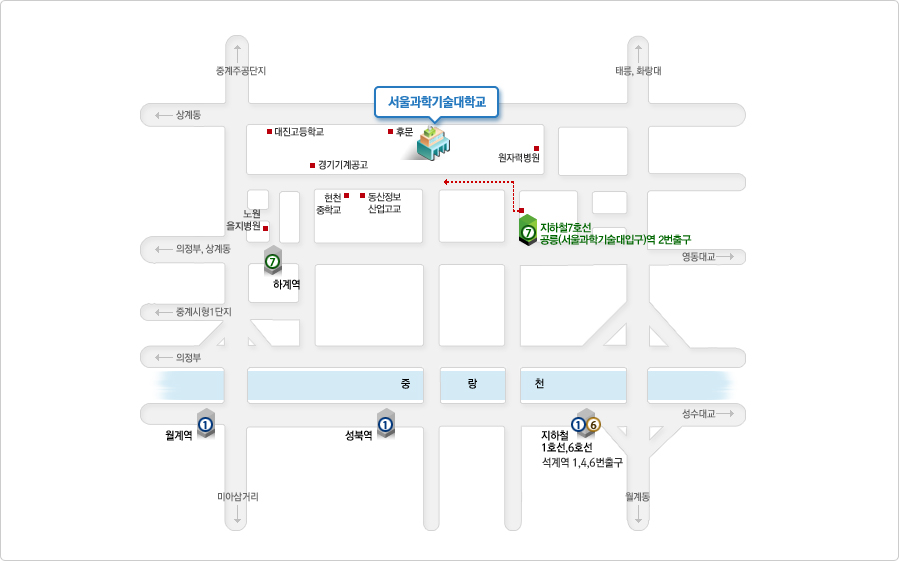 중계주공단지
태릉, 화랑대
서울과학기술대학교
상계동
대진고등학교
후문
원자력병원
경기기계공고
현천
중학교
동산정보
산업고교
노원
을지병원
7
지하철7호선
공릉(서울과학기술대입구)역 2번출구
의정부, 상계동
영동대교
7
하계역
중계시형1단지
의정부
중 랑 천
성수대교
1
월계역
1
성북역
1 6
지하철
1호선,6호선
석계역 1,4,6번출구
미아삼거리
월계동